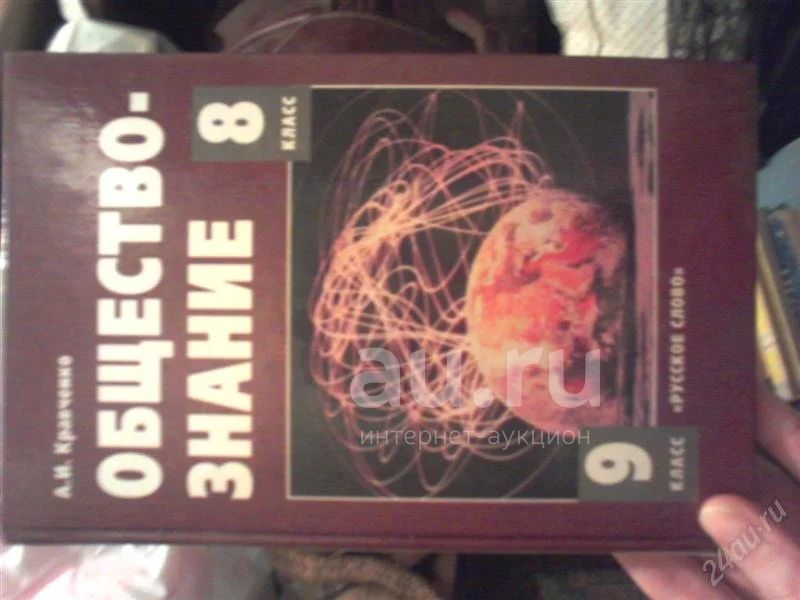 А.И. Кравченко
ОБЩЕСТВО-
ЗНАНИЕ
8
КЛАСС
9
КЛАСС
«РУССКОЕ СЛОВО»
au.ru
интернет-аукцион
24au.ru